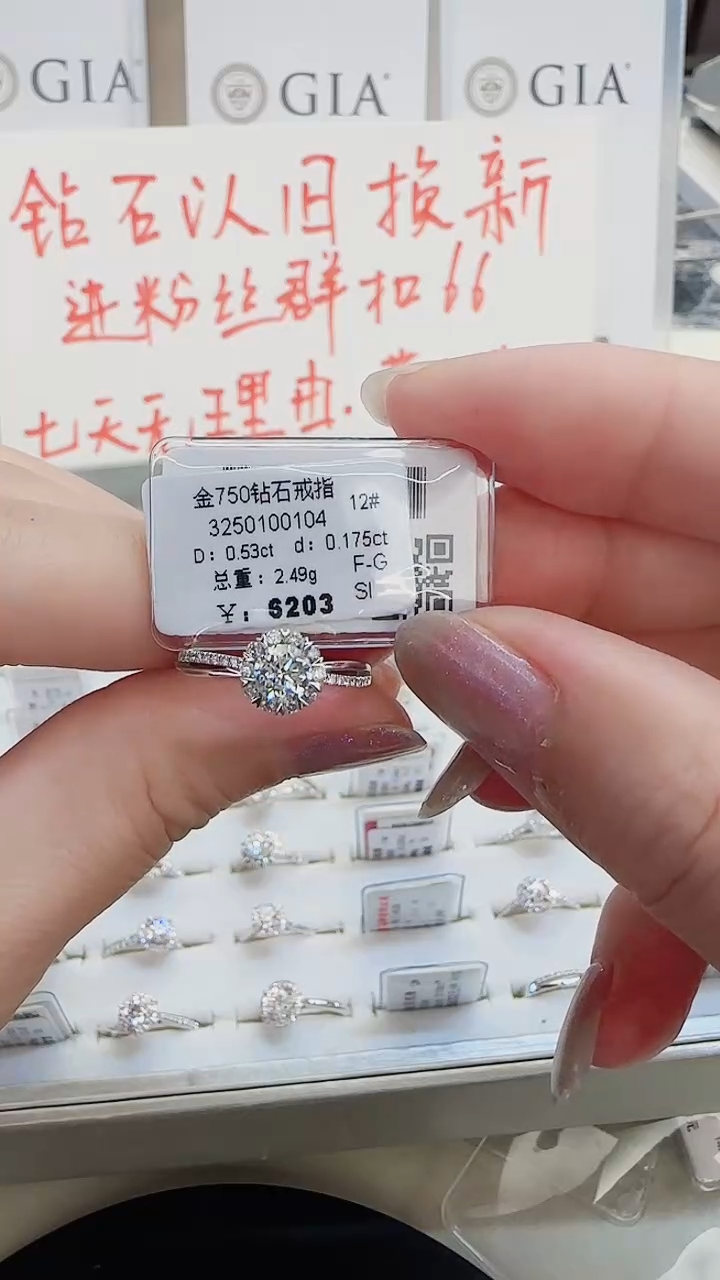 GIA
GIA
GIA
钻石认旧换新
进粉丝群扣66
七天无理由
金750钻石戒指 12#
3250100104
D: 0.53ct d: 0.175ct
F-G
总重: 2.49g
SI
¥: S203